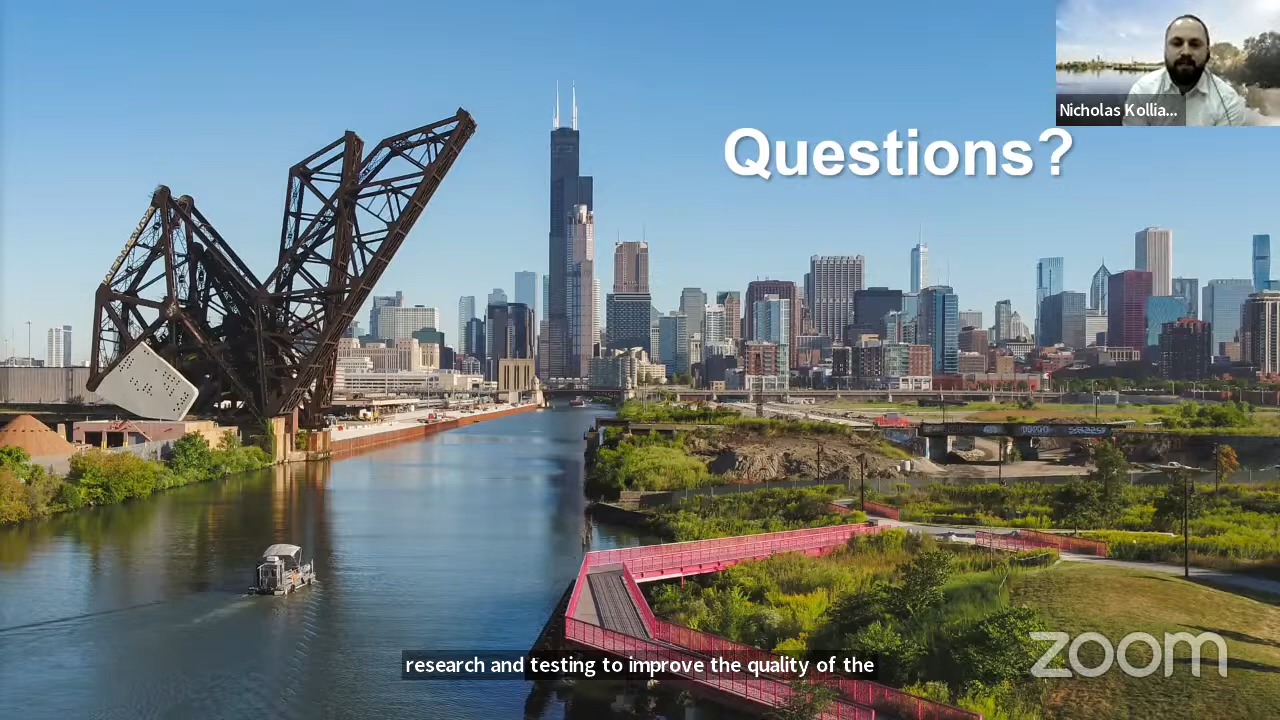 Nicholas Kollia...
Questions?
research and testing to improve the quality of the
zoom